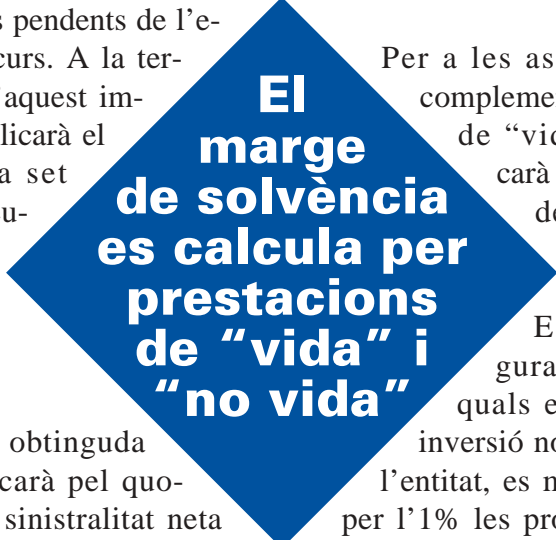 s pendents de l'e-
curs. A la ter-
aquest im-
licarà el
a set
u-
obtinguda
carà pel quo-
sinistralitat neta
El
marge
de solvència
es calcula per
prestacions
de “vida” i
“no vida”
Per a les as
compleme
de “vid
carà
de
E
gura
quals e
inversió no
l'entitat, es m
per l'1% les pro